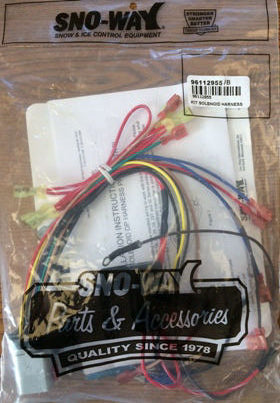 SNO-WAY
SNOW & ICE CONTROL EQUIPMENT
STRONGER
SMARTER
BETTER
96112955/B
96112955
KIT SOLENOID HARNESS
SNO-WAY
Parts & Accessories
QUALITY SINCE 1978